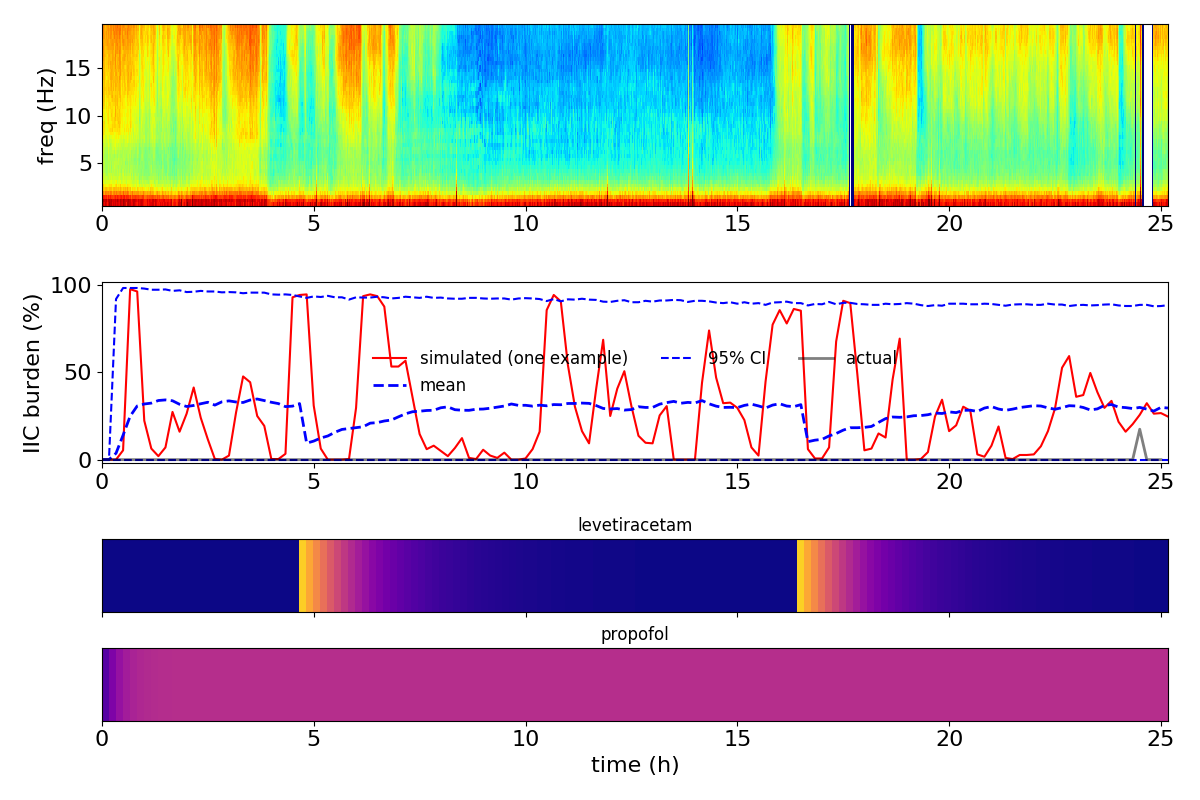 freq (Hz)
15
10
5
0 5 10 15 20 25
IIC burden (%)
100
50
0
simulated (one example) 95% CI actual
mean
0 5 10 15 20 25
levetiracetam
propofol
0 5 10 15 20 25
time (h)